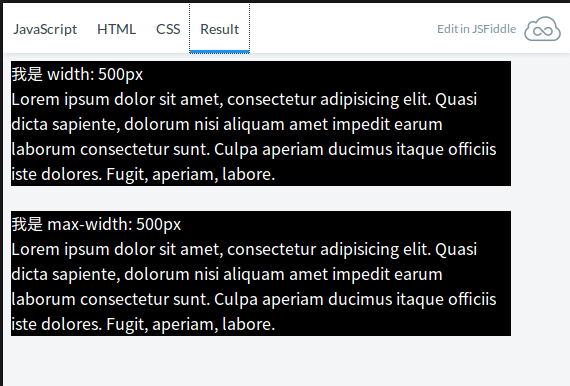 JavaScript HTML CSS Result Edit in JSFiddle
我是 width: 500px
Lorem ipsum dolor sit amet, consectetur adipisicing elit. Quasi
dicta sapiente, dolorum nisi aliquam amet impedit earum
laborum consectetur sunt. Culpa aperiam ducimus itaque officiis
iste dolores. Fugit, aperiam, labore.
我是 max-width: 500px
Lorem ipsum dolor sit amet, consectetur adipisicing elit. Quasi
dicta sapiente, dolorum nisi aliquam amet impedit earum
laborum consectetur sunt. Culpa aperiam ducimus itaque officiis
iste dolores. Fugit, aperiam, labore.